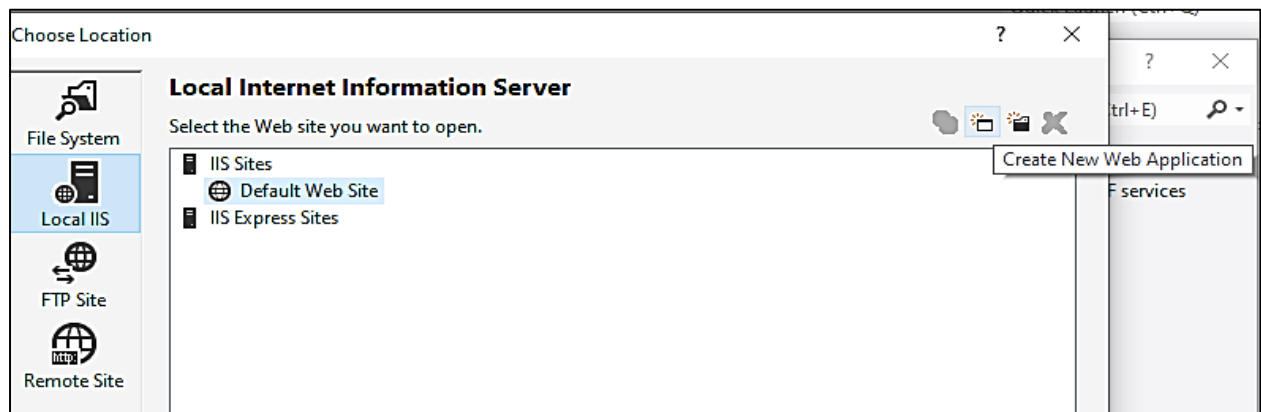 Choose Location
?
?
Local Internet Information Server
Select the Web site you want to open.
trl+E)
File System
IIS Sites
Create New Web Application
Default Web Site
F services
Local IIS
IIS Express Sites
FTP Site
http:
Remote Site